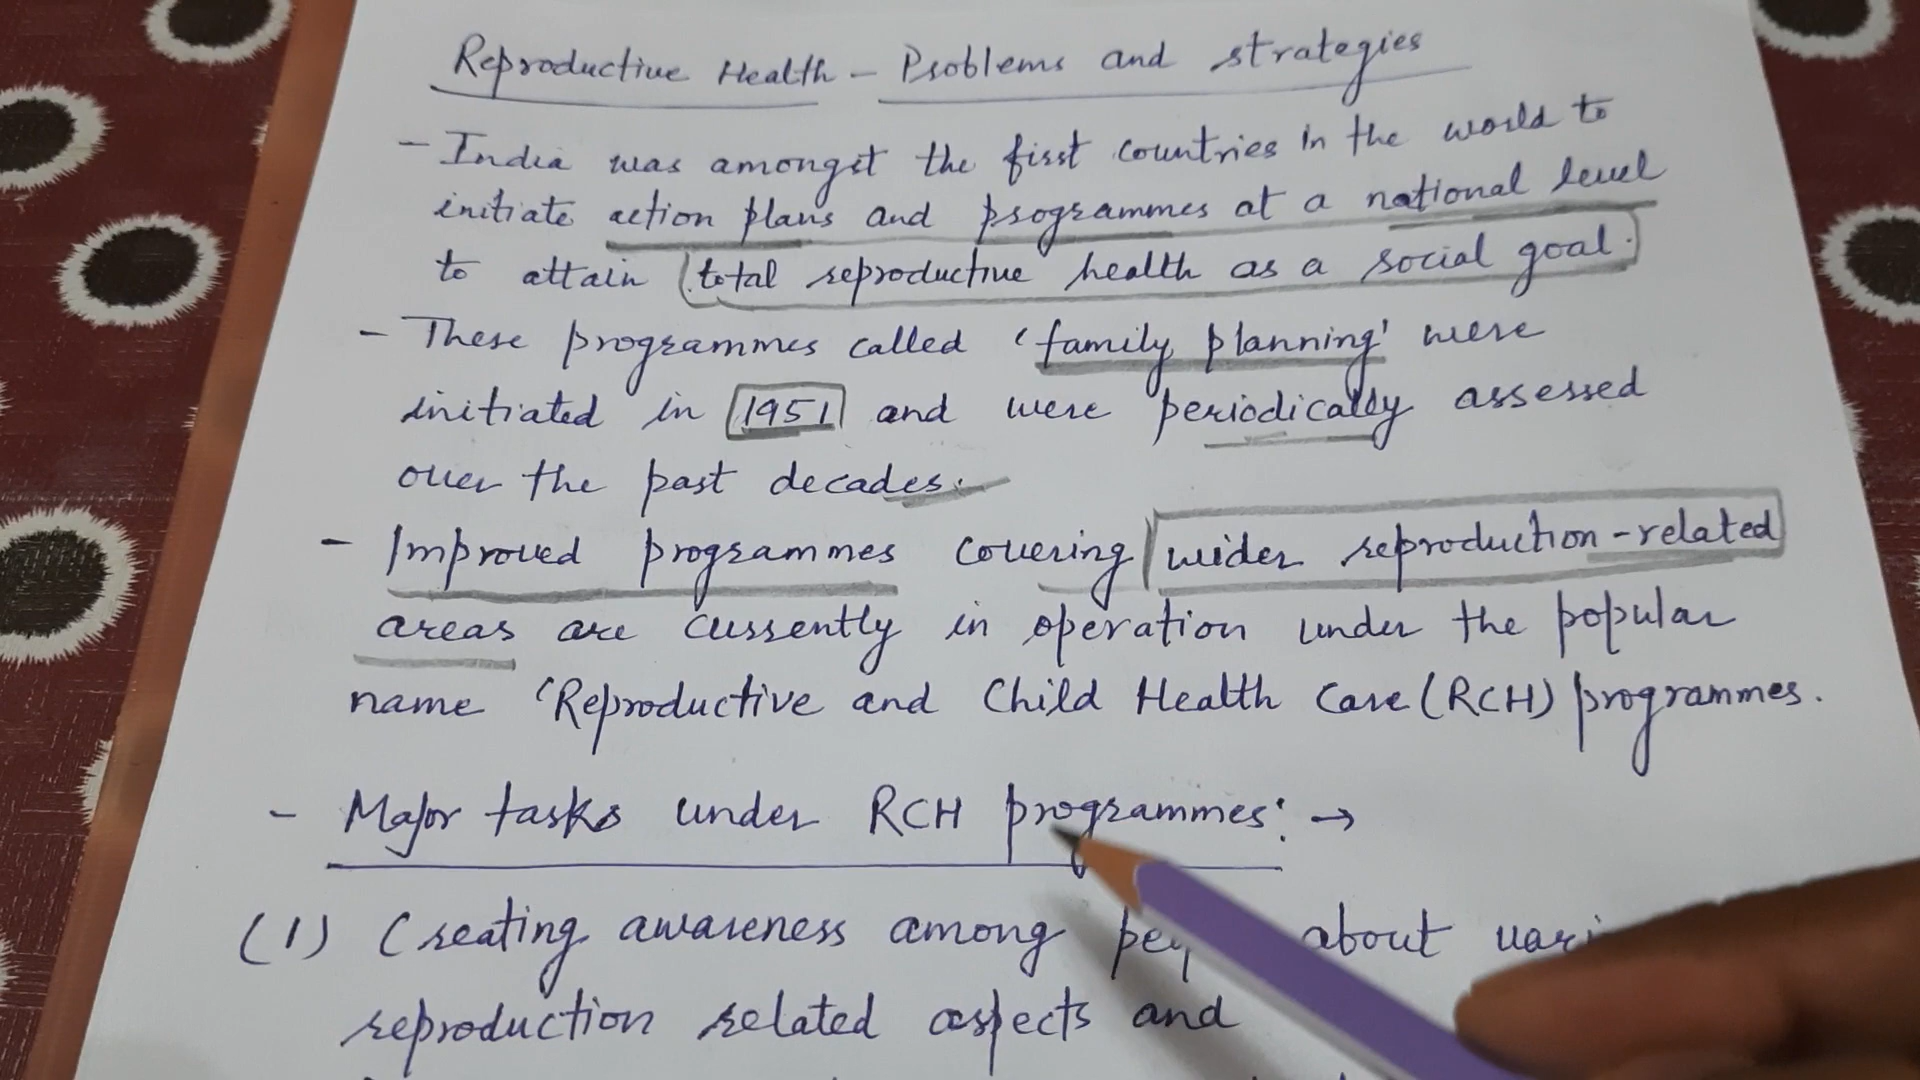 Reproductive Health - Problems and strategies
- India was amongst the first countries in the world to
initiate action plans and programmes at a national level
to attain total reproductive health as a social goal.
- These programmes called 'family planning' were
initiated in 1951 and were periodically assessed
over the past decades.
- Improved programmes covering wider reproduction-related
areas are currently in operation under the popular
name 'Reproductive and Child Health Care (RCH) programmes.
- Major tasks under RCH programmes: →
(1) Creating awareness among about
reproduction related aspects and